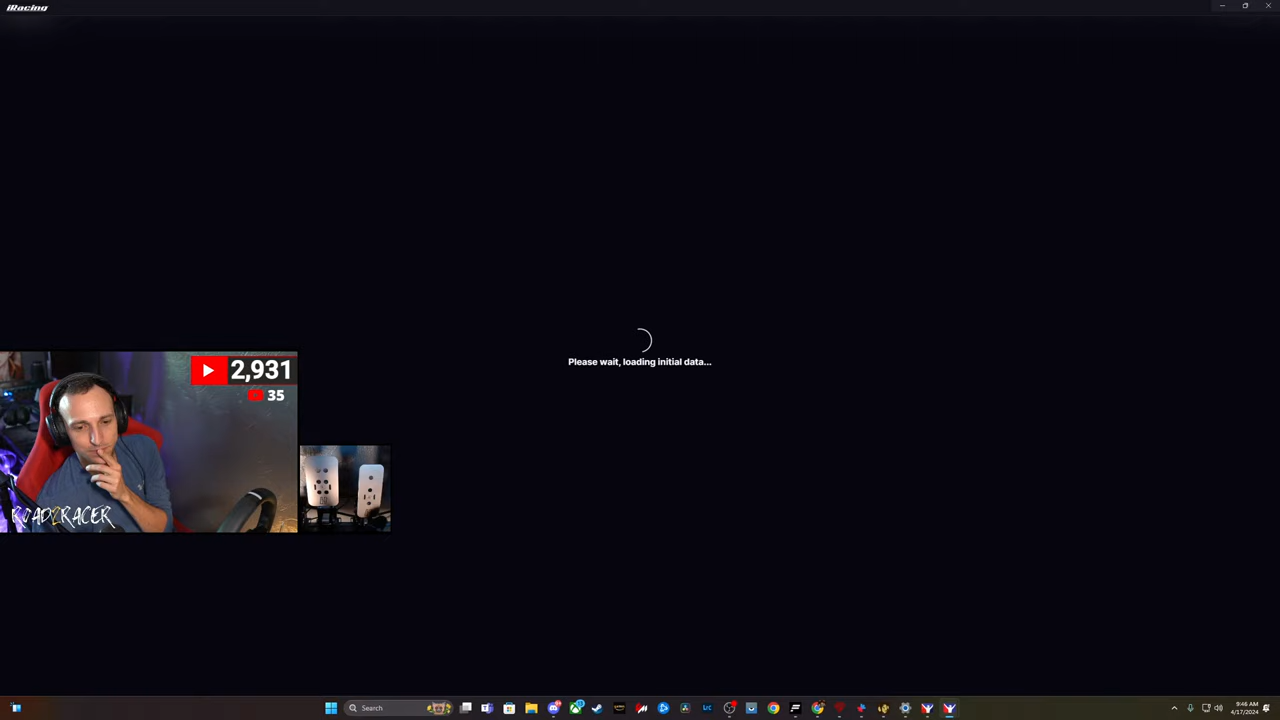 iRacing
Please wait, loading initial data...
2,931
35
ROAD2RACER
Search
9:46 AM
4/17/2024